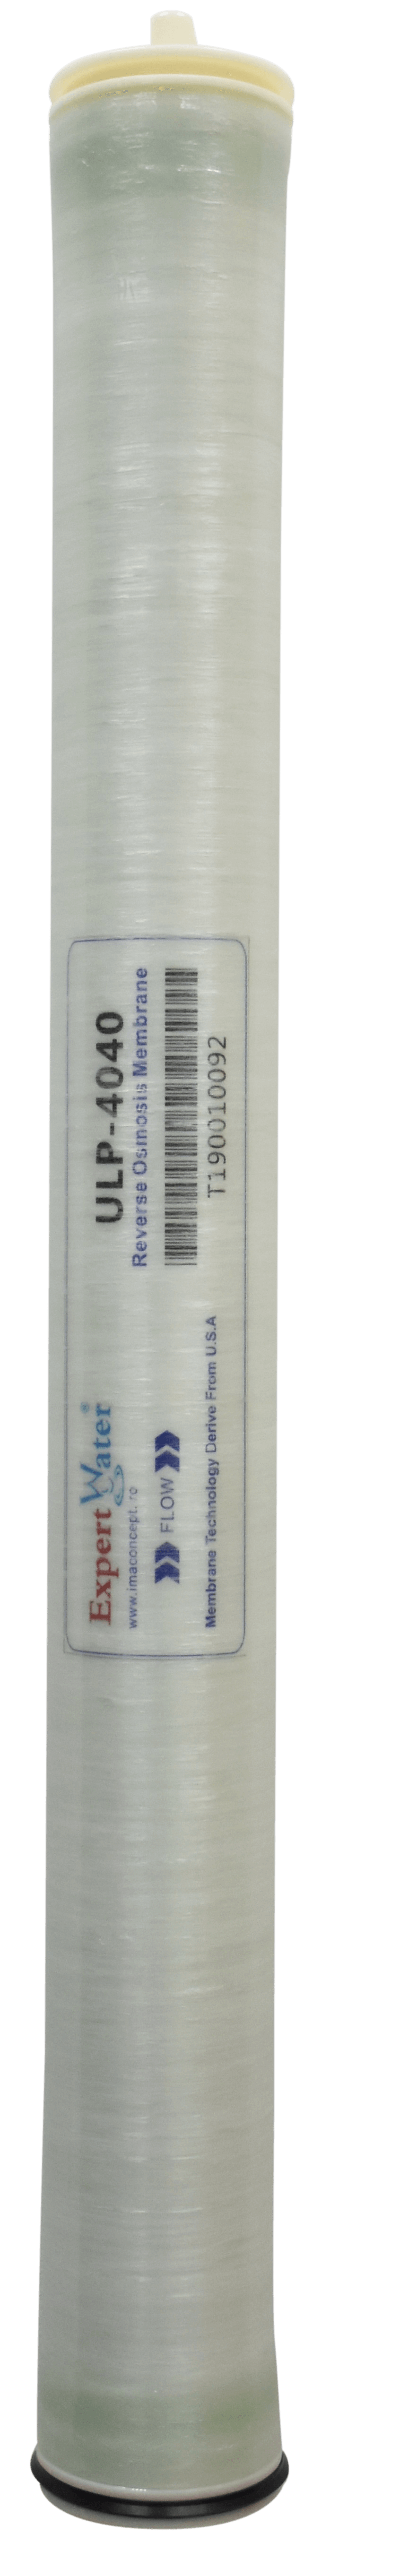 Expert Water®
www.imaconcept.ro
FLOW
Membrane Technology Derive From U.S.A
ULP-4040
Reverse Osmosis Membrane
T190010092